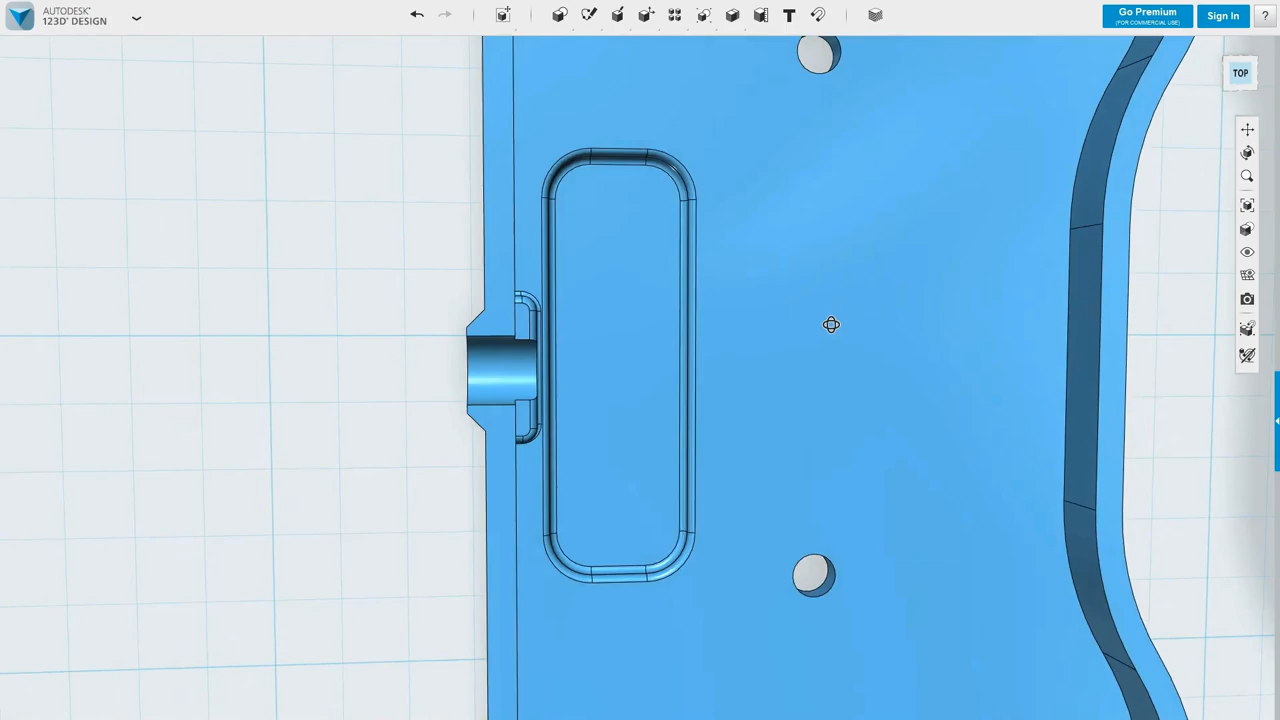 AUTODESK®
123D® DESIGN
Go Premium
(FOR COMMERCIAL USE)
Sign In
?
TOP